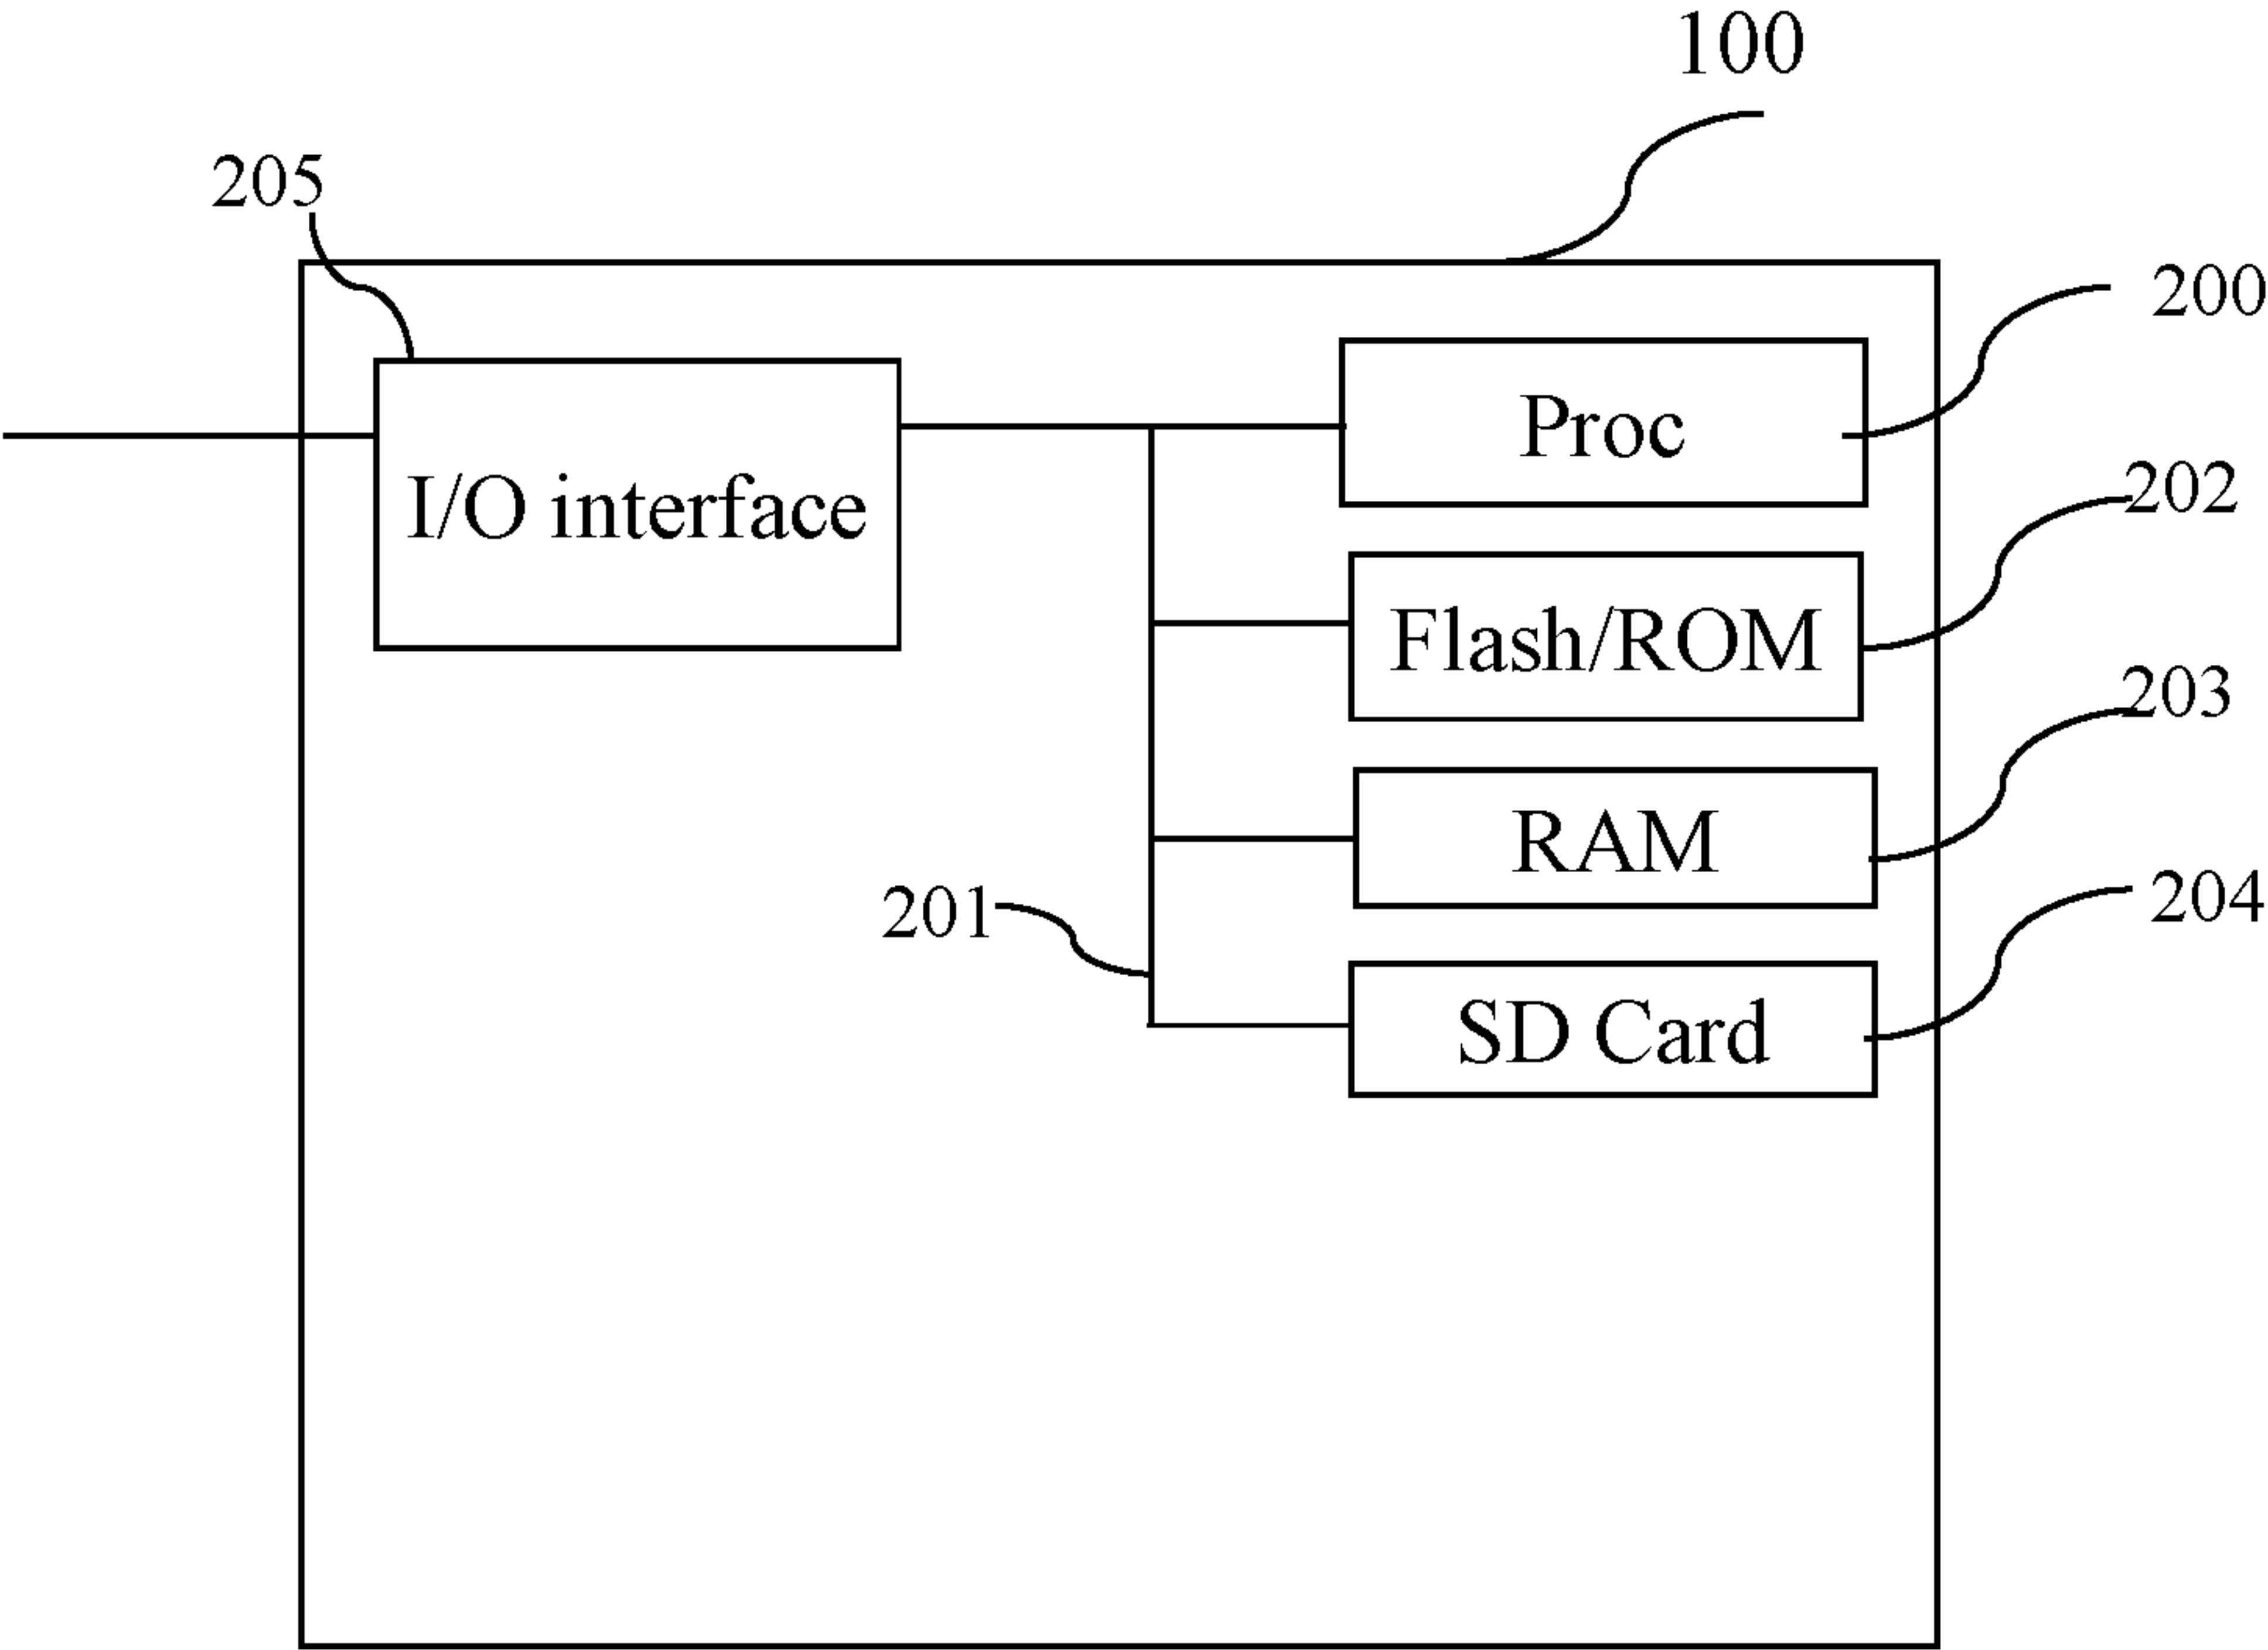 100
205
200
Proc
202
I/O interface
Flash/ROM
203
RAM
204
201
SD Card